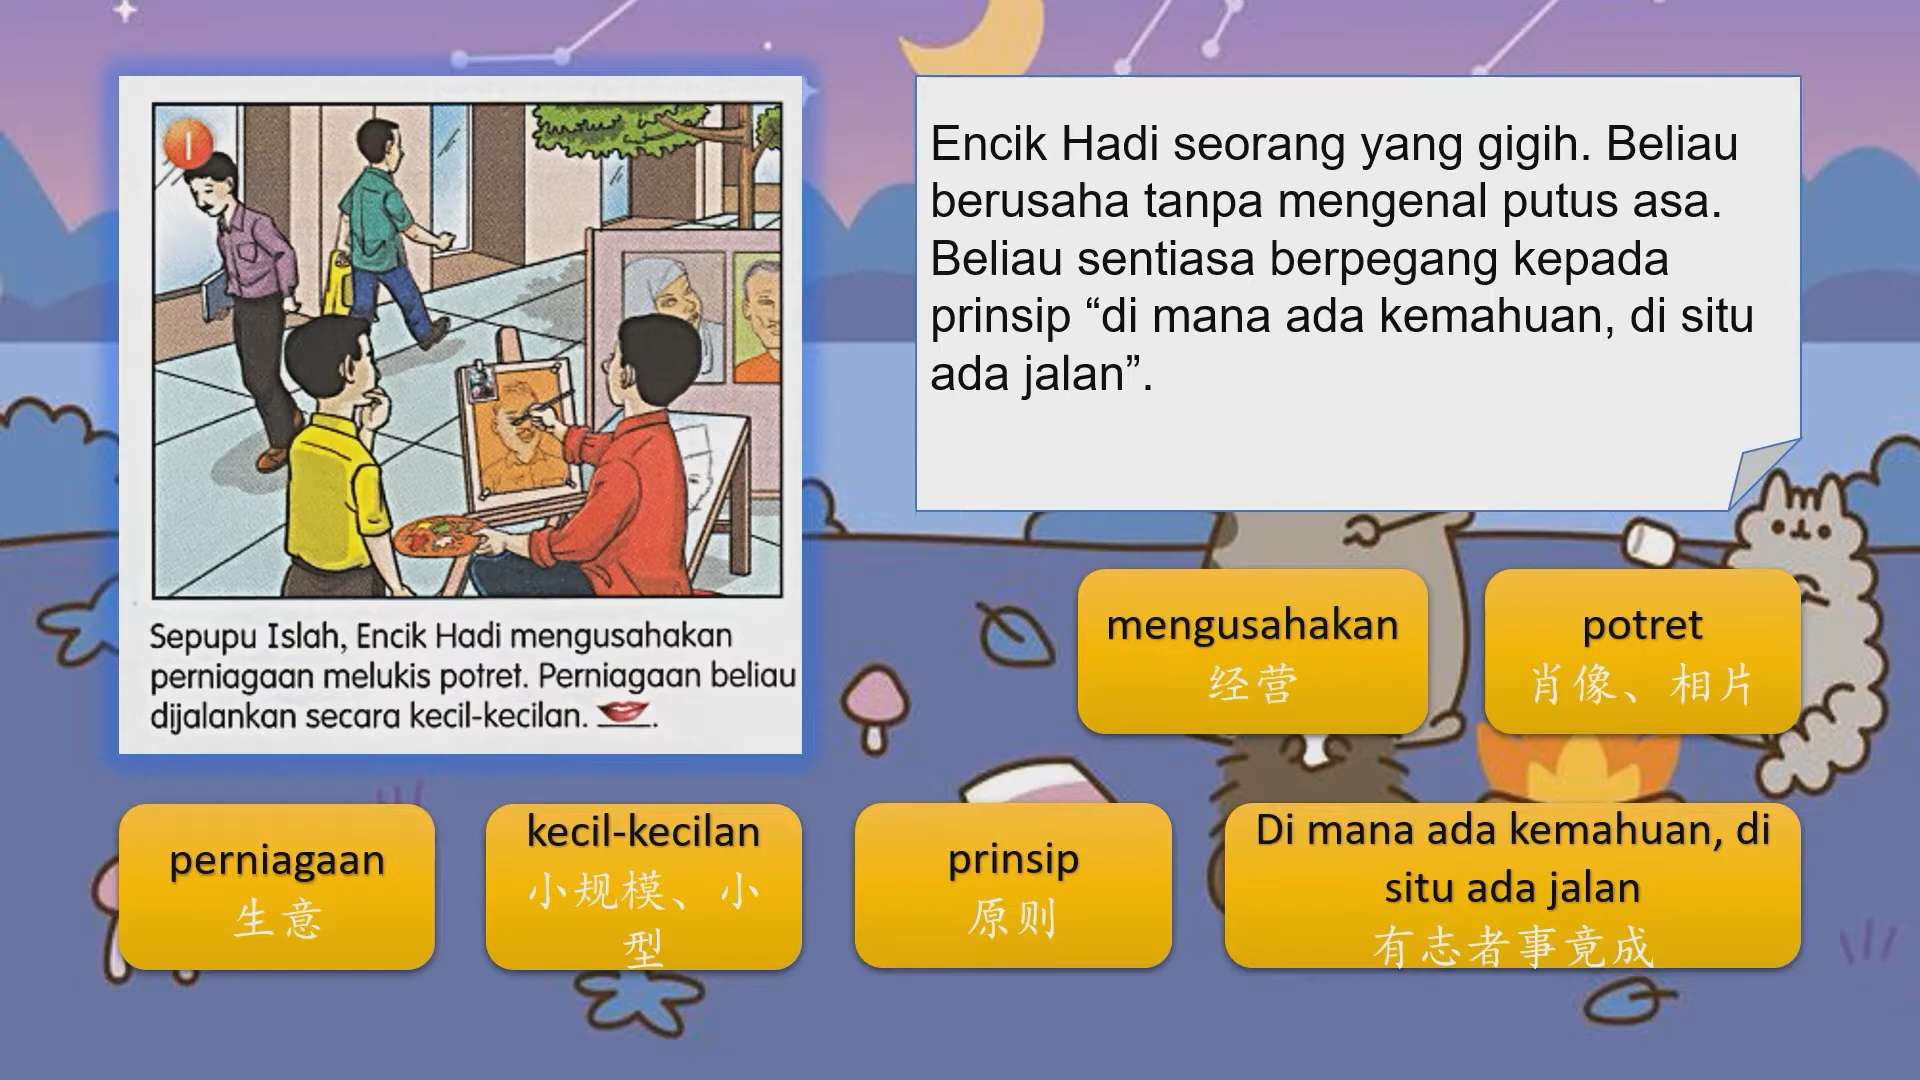 1
Sepupu Islah, Encik Hadi mengusahakan
perniagaan melukis potret. Perniagaan beliau
dijalankan secara kecil-kecilan. .
Encik Hadi seorang yang gigih. Beliau
berusaha tanpa mengenal putus asa.
Beliau sentiasa berpegang kepada
prinsip “di mana ada kemahuan, di situ
ada jalan”.
mengusahakan
经营
potret
肖像、相片
perniagaan
生意
kecil-kecilan
小规模、小
型
prinsip
原则
Di mana ada kemahuan, di
situ ada jalan
有志者事竟成